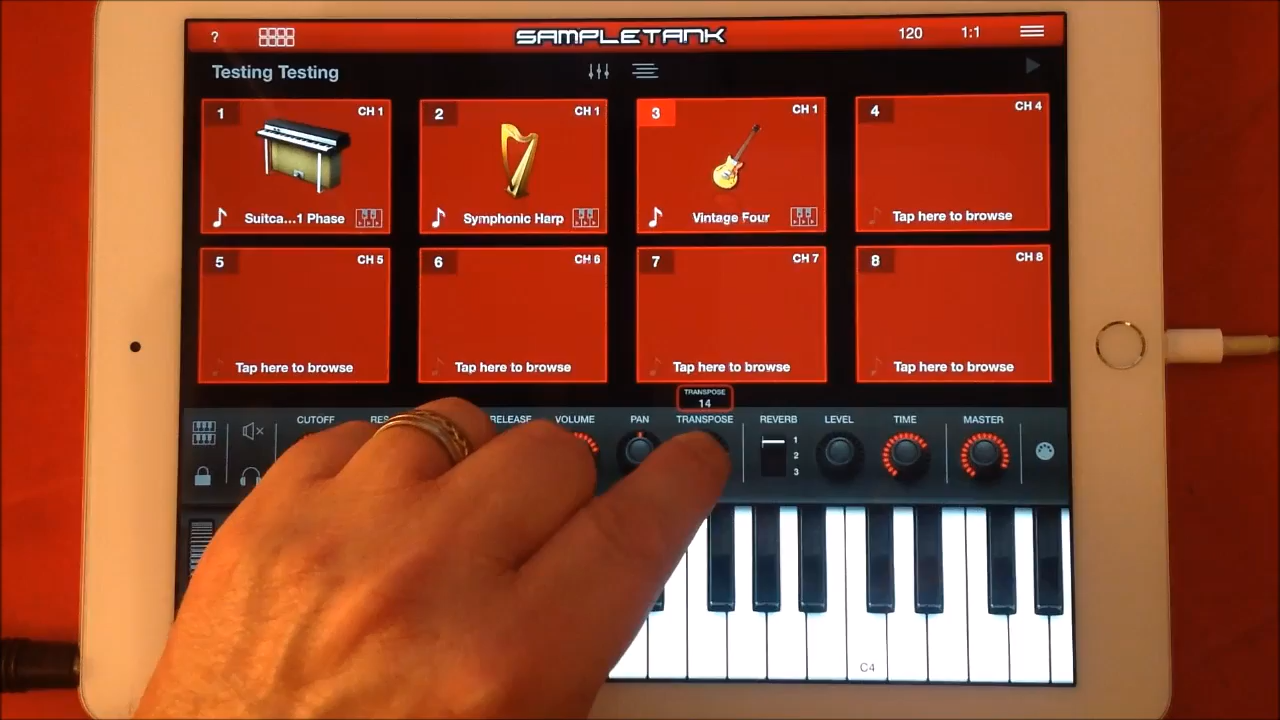 ? SAMPLETANK 120 1:1
Testing Testing
1 CH 1 2 CH 1 3 CH 1 4 CH 4
Suitca...1 Phase Symphonic Harp Vintage Four Tap here to browse
5 CH 5 6 CH 6 7 CH 7 8 CH 8
Tap here to browse Tap here to browse Tap here to browse Tap here to browse
TRANSPOSE
14
CUTOFF RES RELEASE VOLUME PAN TRANSPOSE REVERB LEVEL TIME MASTER
1
2
3
C4